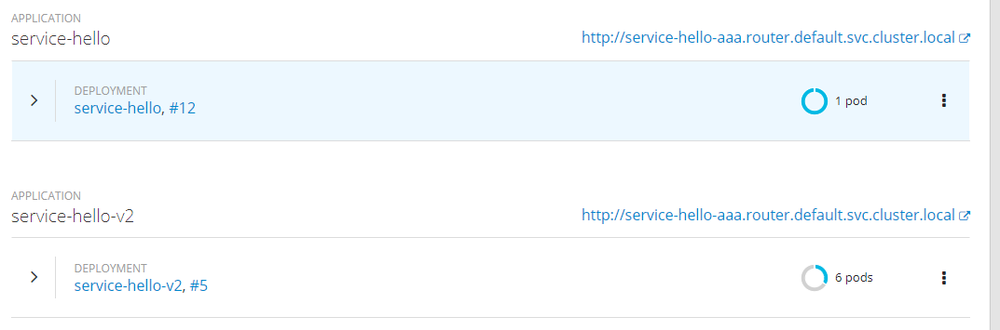 APPLICATION
service-hello
http://service-hello-aaa.router.default.svc.cluster.local
DEPLOYMENT
service-hello, #12
1 pod
APPLICATION
service-hello-v2
http://service-hello-aaa.router.default.svc.cluster.local
DEPLOYMENT
service-hello-v2, #5
6 pods